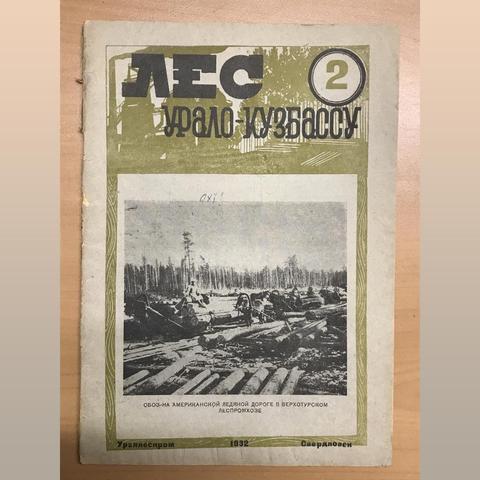 ЛЕС
2
УРАЛО-КУЗБАССУ
ОБОЗ-НА АМЕРИКАНСКОЙ ЛЕДЯНОЙ ДОРОГЕ В ВЕРХОТУРСКОМ
ЛЕСПРОМХОЗЕ
Ураллеспром 1932 Свердловск